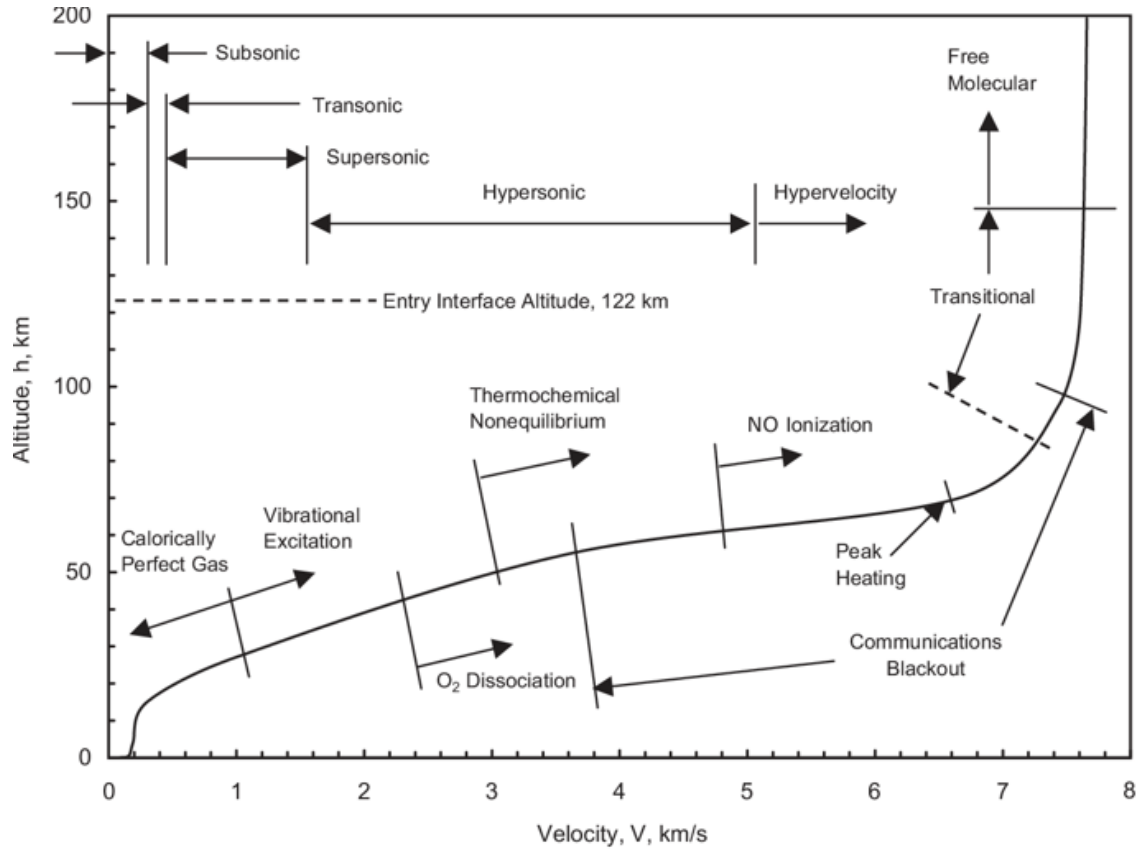 200
Subsonic
Free
Molecular
Transonic
Supersonic
150
Hypersonic
Hypervelocity
Entry Interface Altitude, 122 km
Transitional
Altitude, h, km
100
Thermochemical
Nonequilibrium
NO Ionization
Calorically
Perfect Gas
Vibrational
Excitation
50
Peak
Heating
Communications
Blackout
O₂ Dissociation
0
0 1 2 3 4 5 6 7 8
Velocity, V, km/s